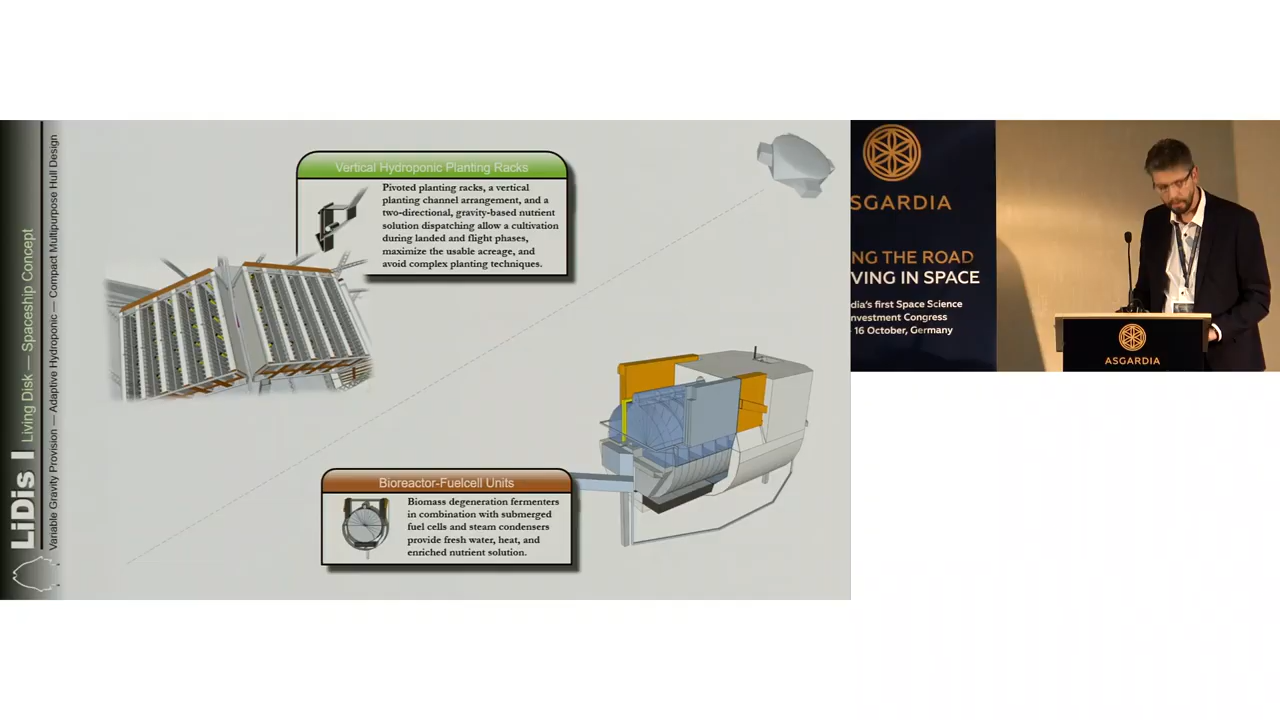 LiDis I Living Disk — Spaceship Concept
Variable Gravity Provision — Adaptive Hydroponic — Compact Multipurpose Hull Design
Vertical Hydroponic Planting Racks
Pivoted planting racks, a vertical
planting channel arrangement, and a
two-directional, gravity-based nutrient
solution dispatching allow a cultivation
during landed and flight phases,
maximize the usable acreage, and
avoid complex planting techniques.
Bioreactor-Fuelcell Units
Biomass degeneration fermenters
in combination with submerged
fuel cells and steam condensers
provide fresh water, heat, and
enriched nutrient solution.
SGARDIA
NG THE ROAD
VING IN SPACE
dia's first Space Science
nvestment Congress
16 October, Germany
ASGARDIA